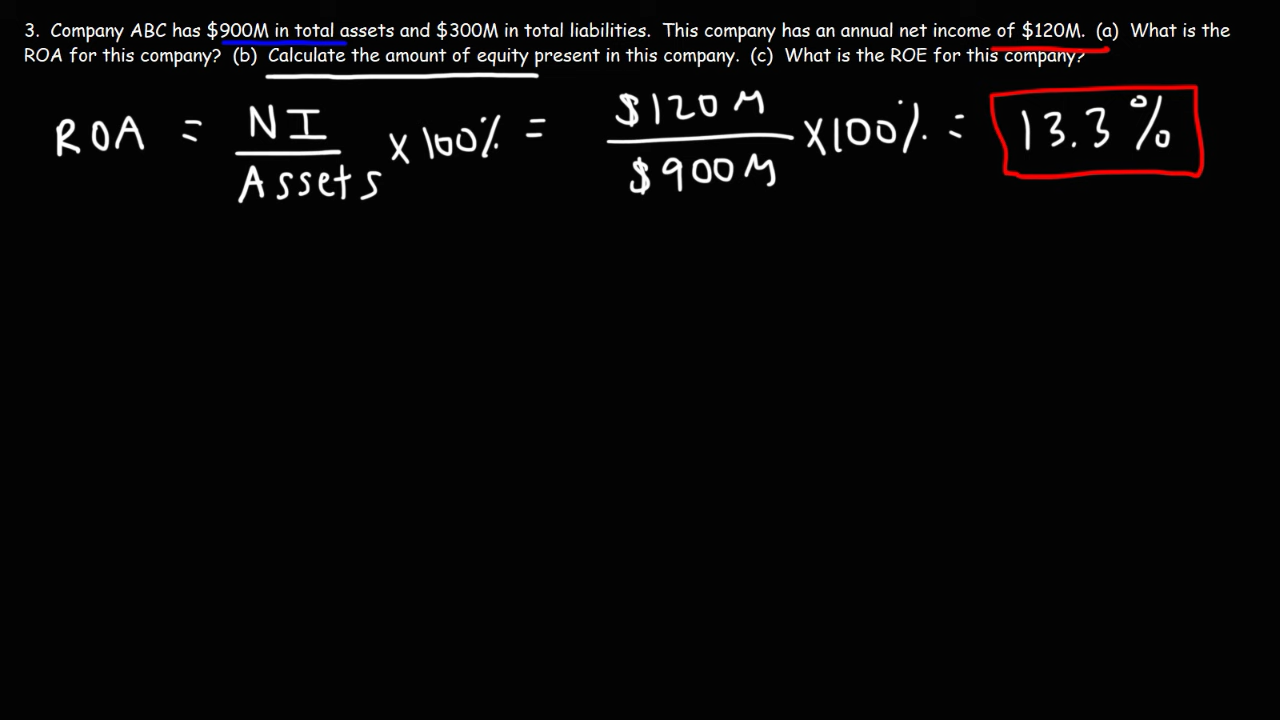 3. Company ABC has $900M in total assets and $300M in total liabilities. This company has an annual net income of $120M. (a) What is the
ROA for this company? (b) Calculate the amount of equity present in this company. (c) What is the ROE for this company?
ROA = NI / Assets x 100% = $120M / $900M x 100% = 13.3%